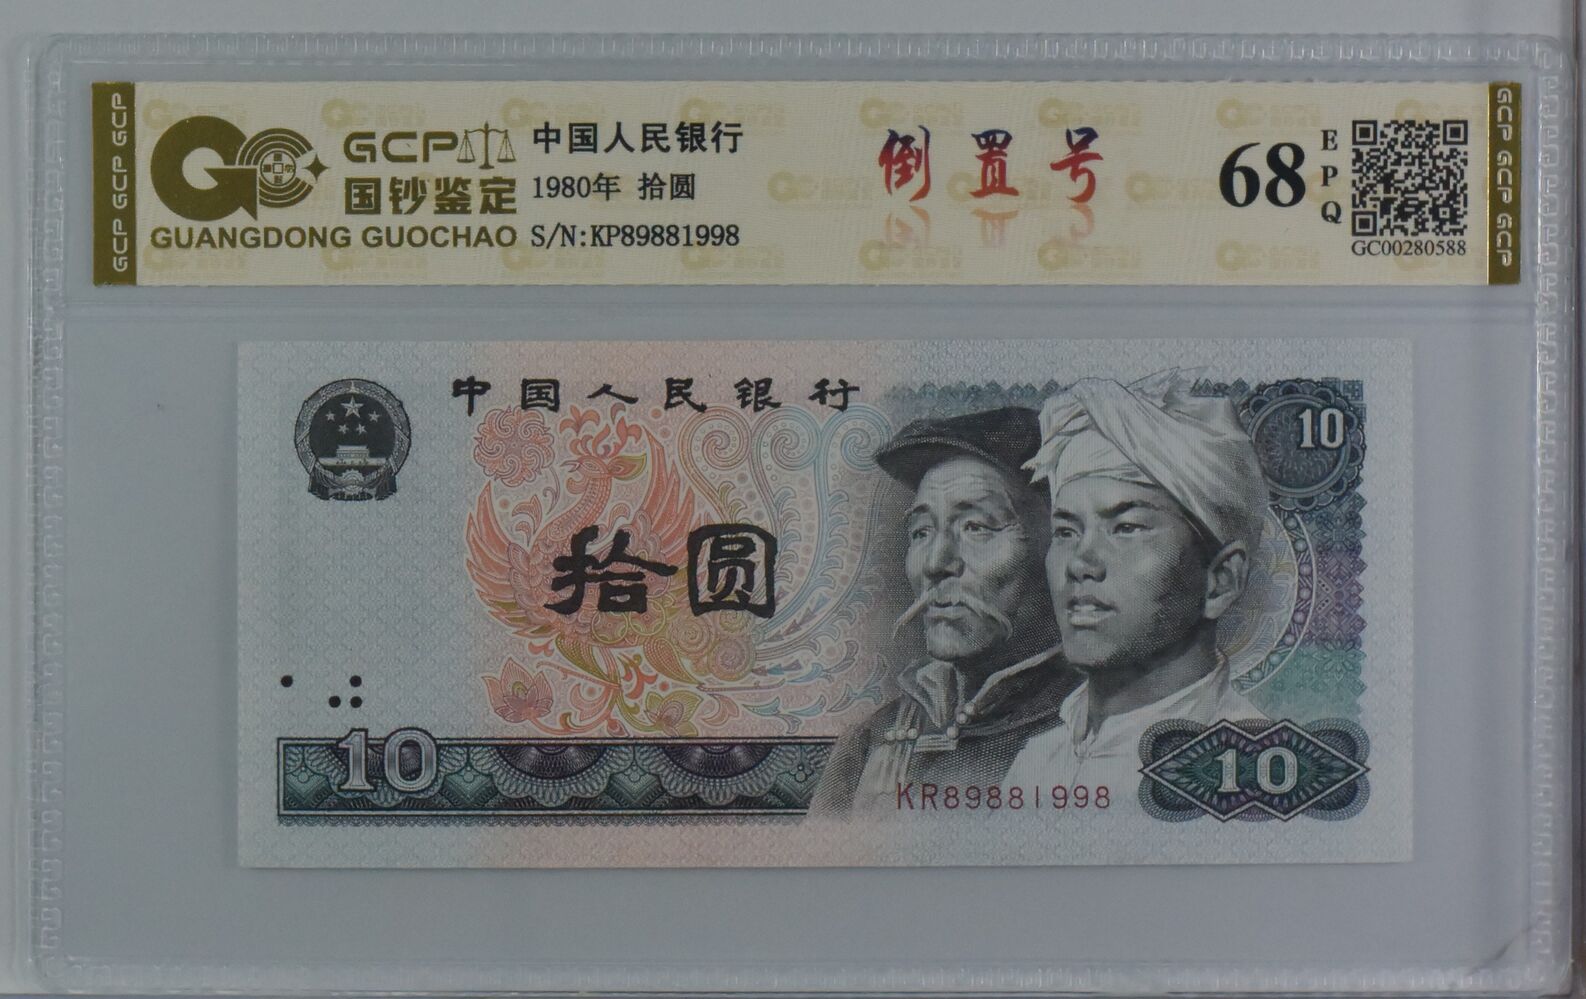 GCP GCP GCP
GCP
国钞鉴定
GUANGDONG GUOCHAO
中国人民银行
1980年 拾圆
S/N:KP89881998
倒置号
68
EPQ
GC00280588
GCP GCP GCP
中国人民银行
10
拾圆
10
KR89881998
10